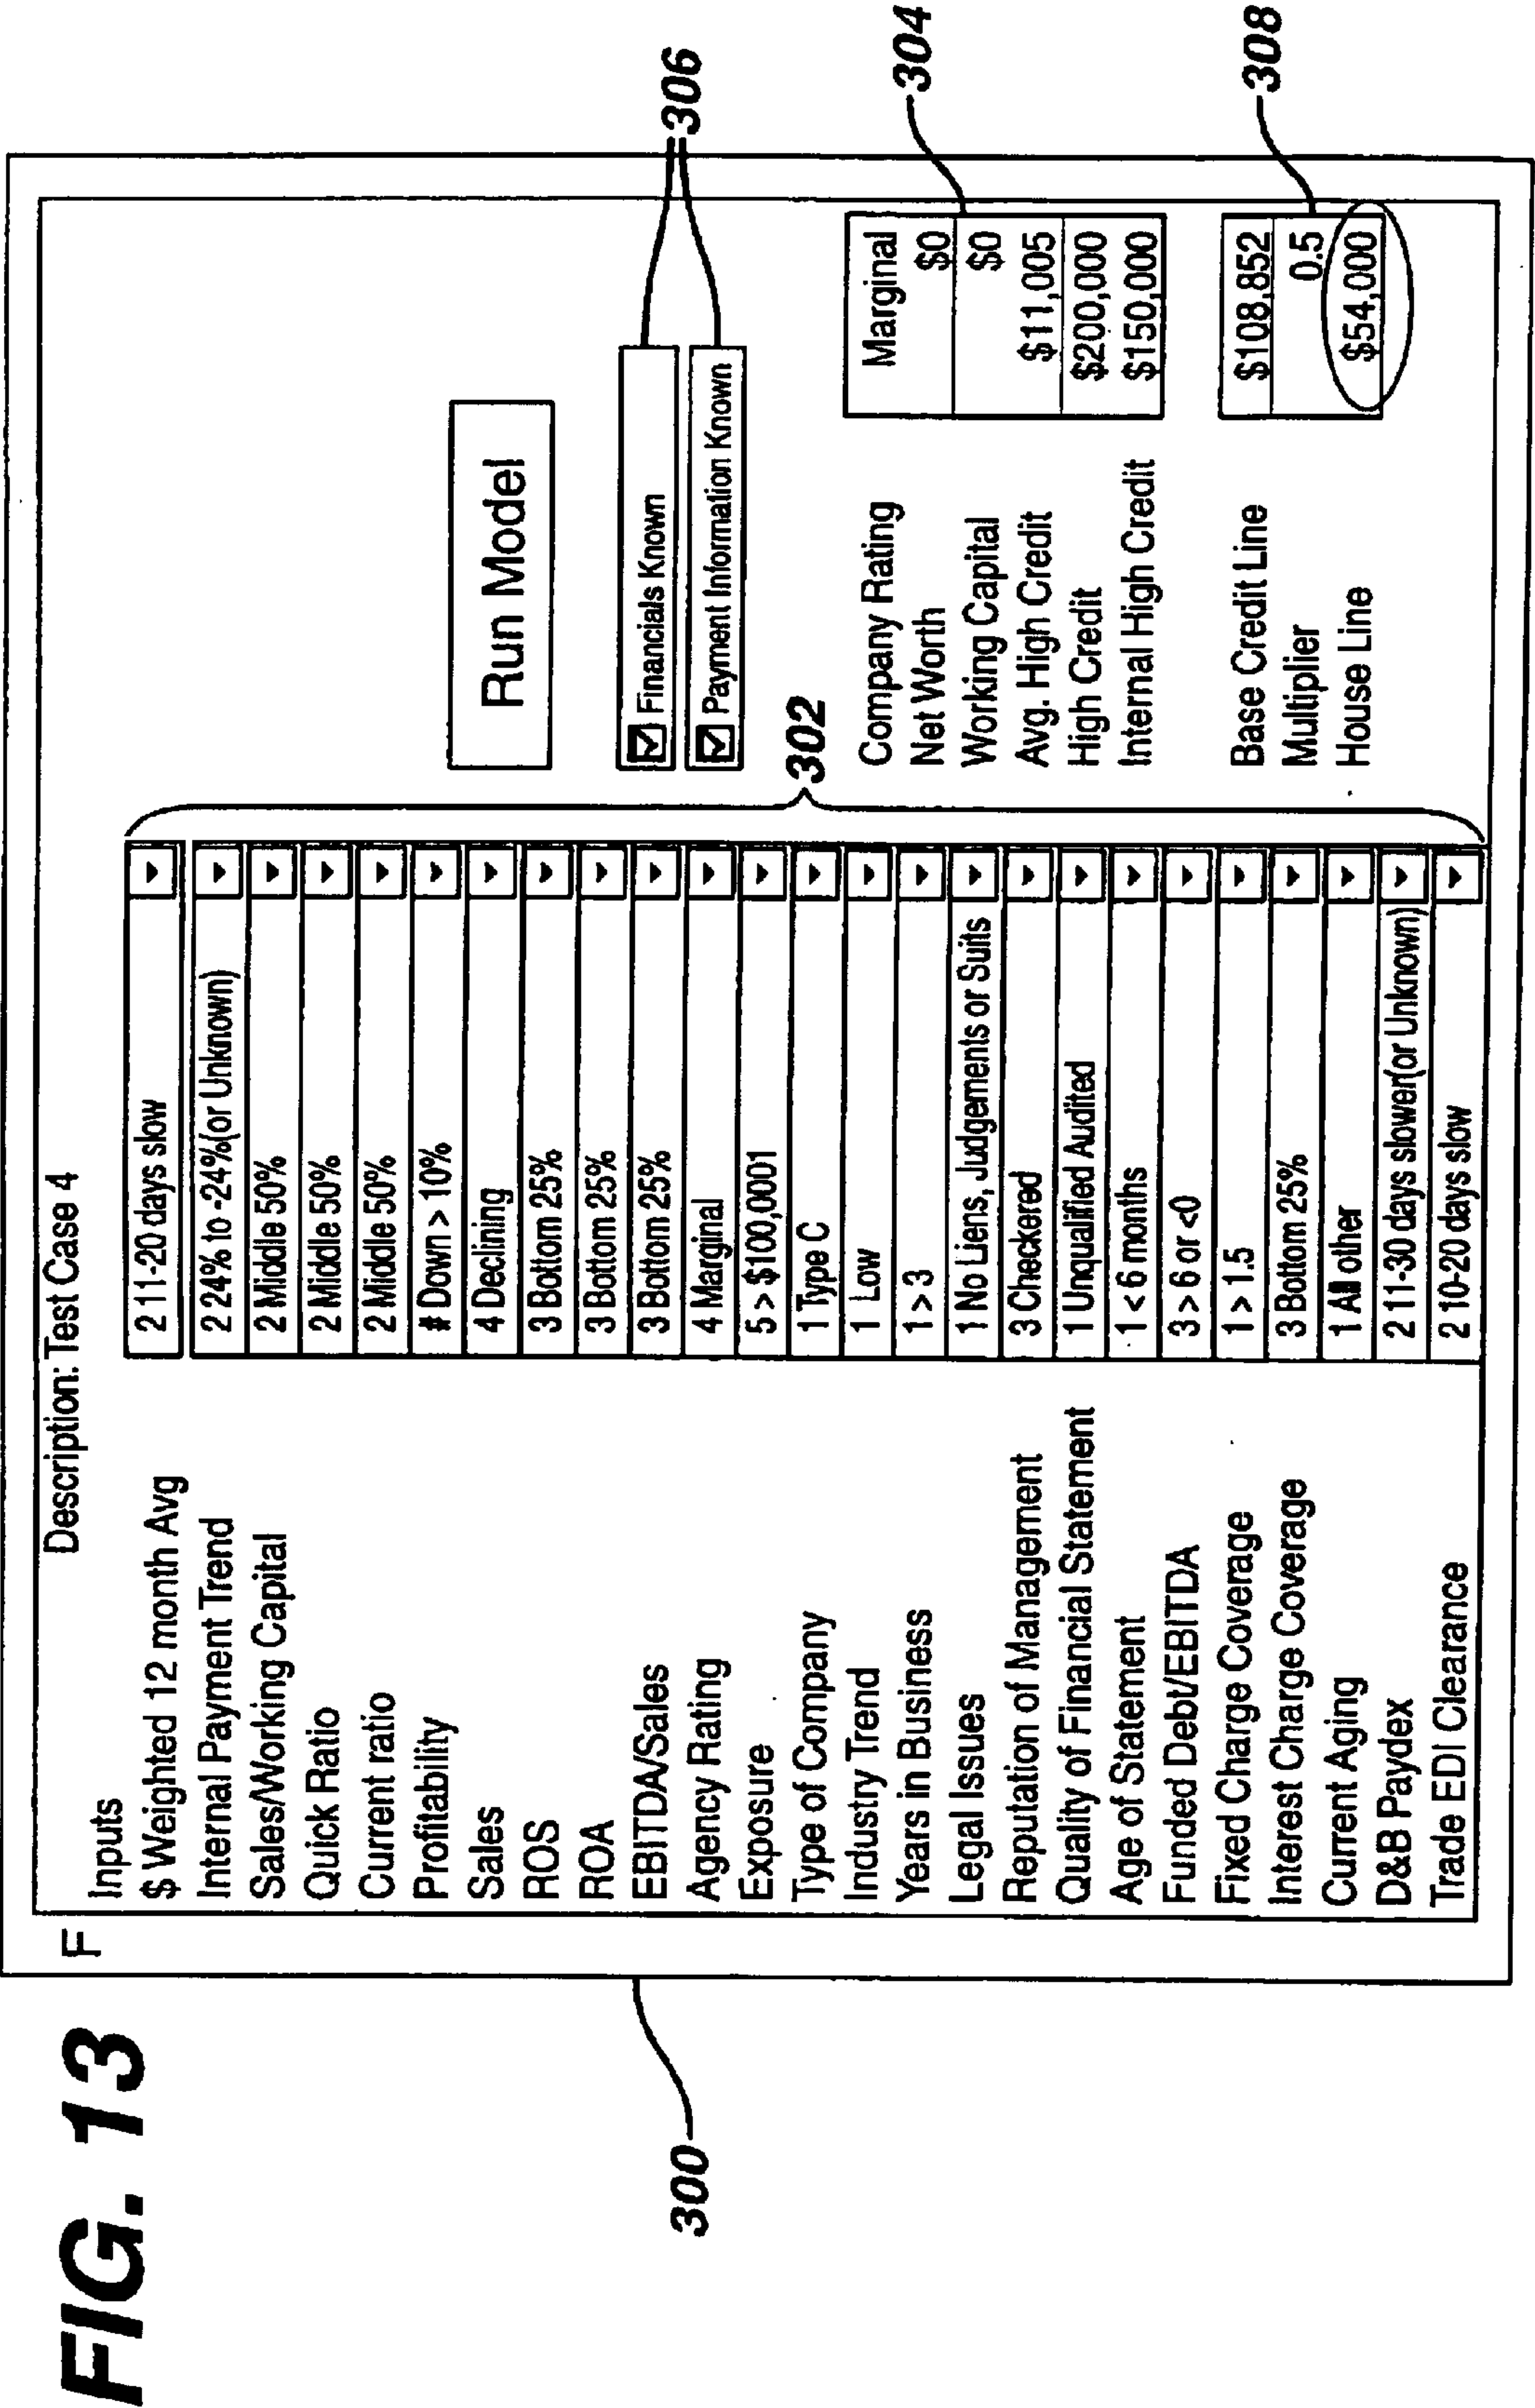 FIG. 13
300
F
Description: Test Case 4
Inputs
$ Weighted 12 month Avg 2 11-20 days slow
Internal Payment Trend 2 24% to -24%(or Unknown)
Sales/Working Capital 2 Middle 50%
Quick Ratio 2 Middle 50%
Current ratio 2 Middle 50%
Profitability # Down > 10%
Sales 4 Declining
ROS 3 Bottom 25%
ROA 3 Bottom 25%
EBITDA/Sales 3 Bottom 25%
Agency Rating 4 Marginal
Exposure 5 > $100,0001
Type of Company 1 Type C
Industry Trend 1 Low
Years in Business 1 > 3
Legal Issues 1 No Liens, Judgements or Suits
Reputation of Management 3 Checkered
Quality of Financial Statement 1 Unqualified Audited
Age of Statement 1 < 6 months
Funded Debt/EBITDA 3 > 6 or <0
Fixed Charge Coverage 1 > 1.5
Interest Charge Coverage 3 Bottom 25%
Current Aging 1 All other
D&B Paydex 2 11-30 days slower(or Unknown)
Trade EDI Clearance 2 10-20 days slow
302
Run Model
Financials Known
Payment Information Known
306
Company Rating Marginal
Net Worth $0
Working Capital $0
Avg. High Credit $11,005
High Credit $200,000
Internal High Credit $150,000
304
Base Credit Line $108,852
Multiplier 0.5
House Line $54,000
308